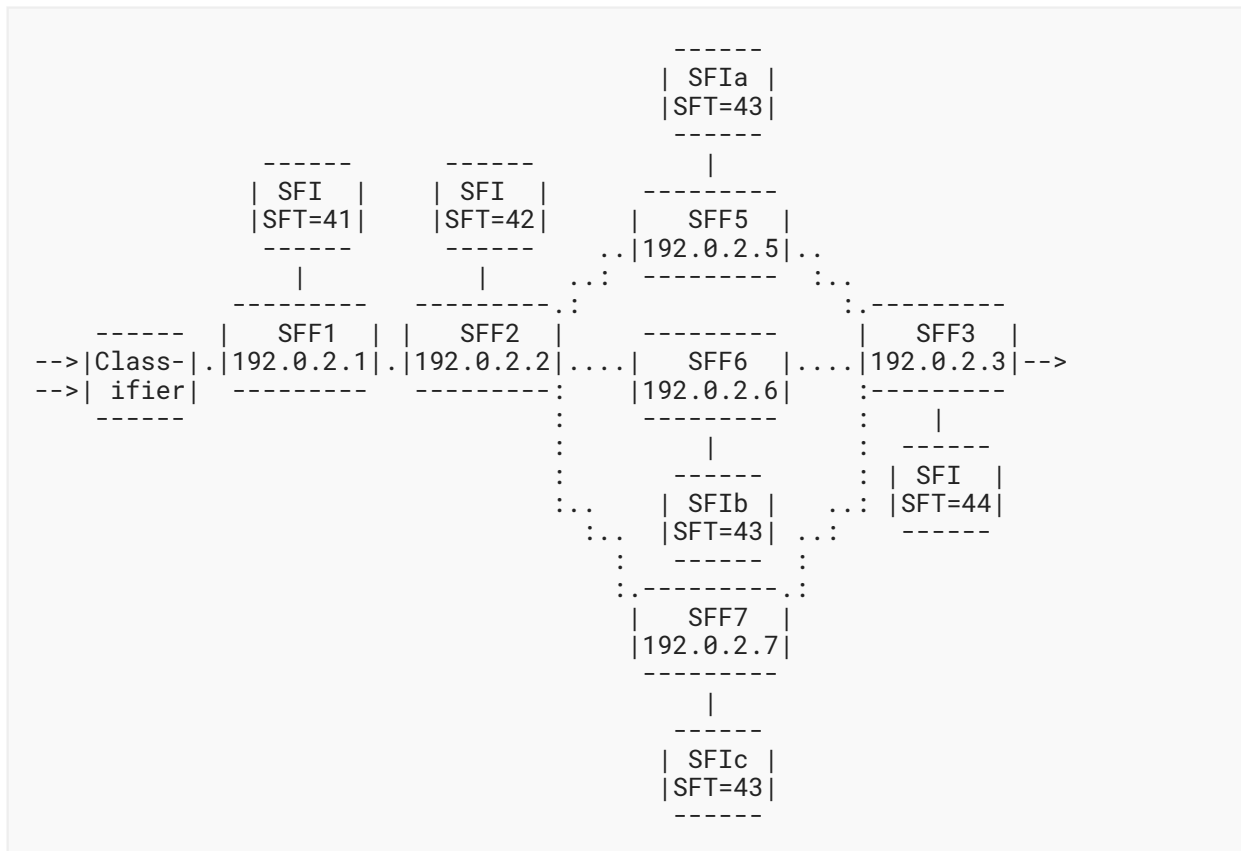 ------
                                     | SFIa |
                                     |SFT=43|
                                      ------
              ------     ------         |
             | SFI  |   | SFI  |    ---------
             |SFT=41|   |SFT=42|   |   SFF5  |
              ------     ------  ..|192.0.2.5|..
                |          |   ..:  ---------  :..
            ---------  ---------.:               :.---------
   ------  |   SFF1  | |   SFF2  |    ---------    |   SFF3  |
-->|Class-|.|192.0.2.1|.|192.0.2.2|....|   SFF6  |....|192.0.2.3|-->
-->| ifier|  ---------   ---------:   |192.0.2.6|    :---------
   ------                         :    ---------     :    |
                                  :        |         :  ------
                                  :      ------      : | SFI  |
                                  :..   | SFIb |   ..: |SFT=44|
                                    :.. |SFT=43| ..:    ------
                                      :  ------  :
                                      :.---------.:
                                      |   SFF7  |
                                      |192.0.2.7|
                                       ---------
                                           |
                                         ------
                                        | SFIc |
                                        |SFT=43|
                                         ------